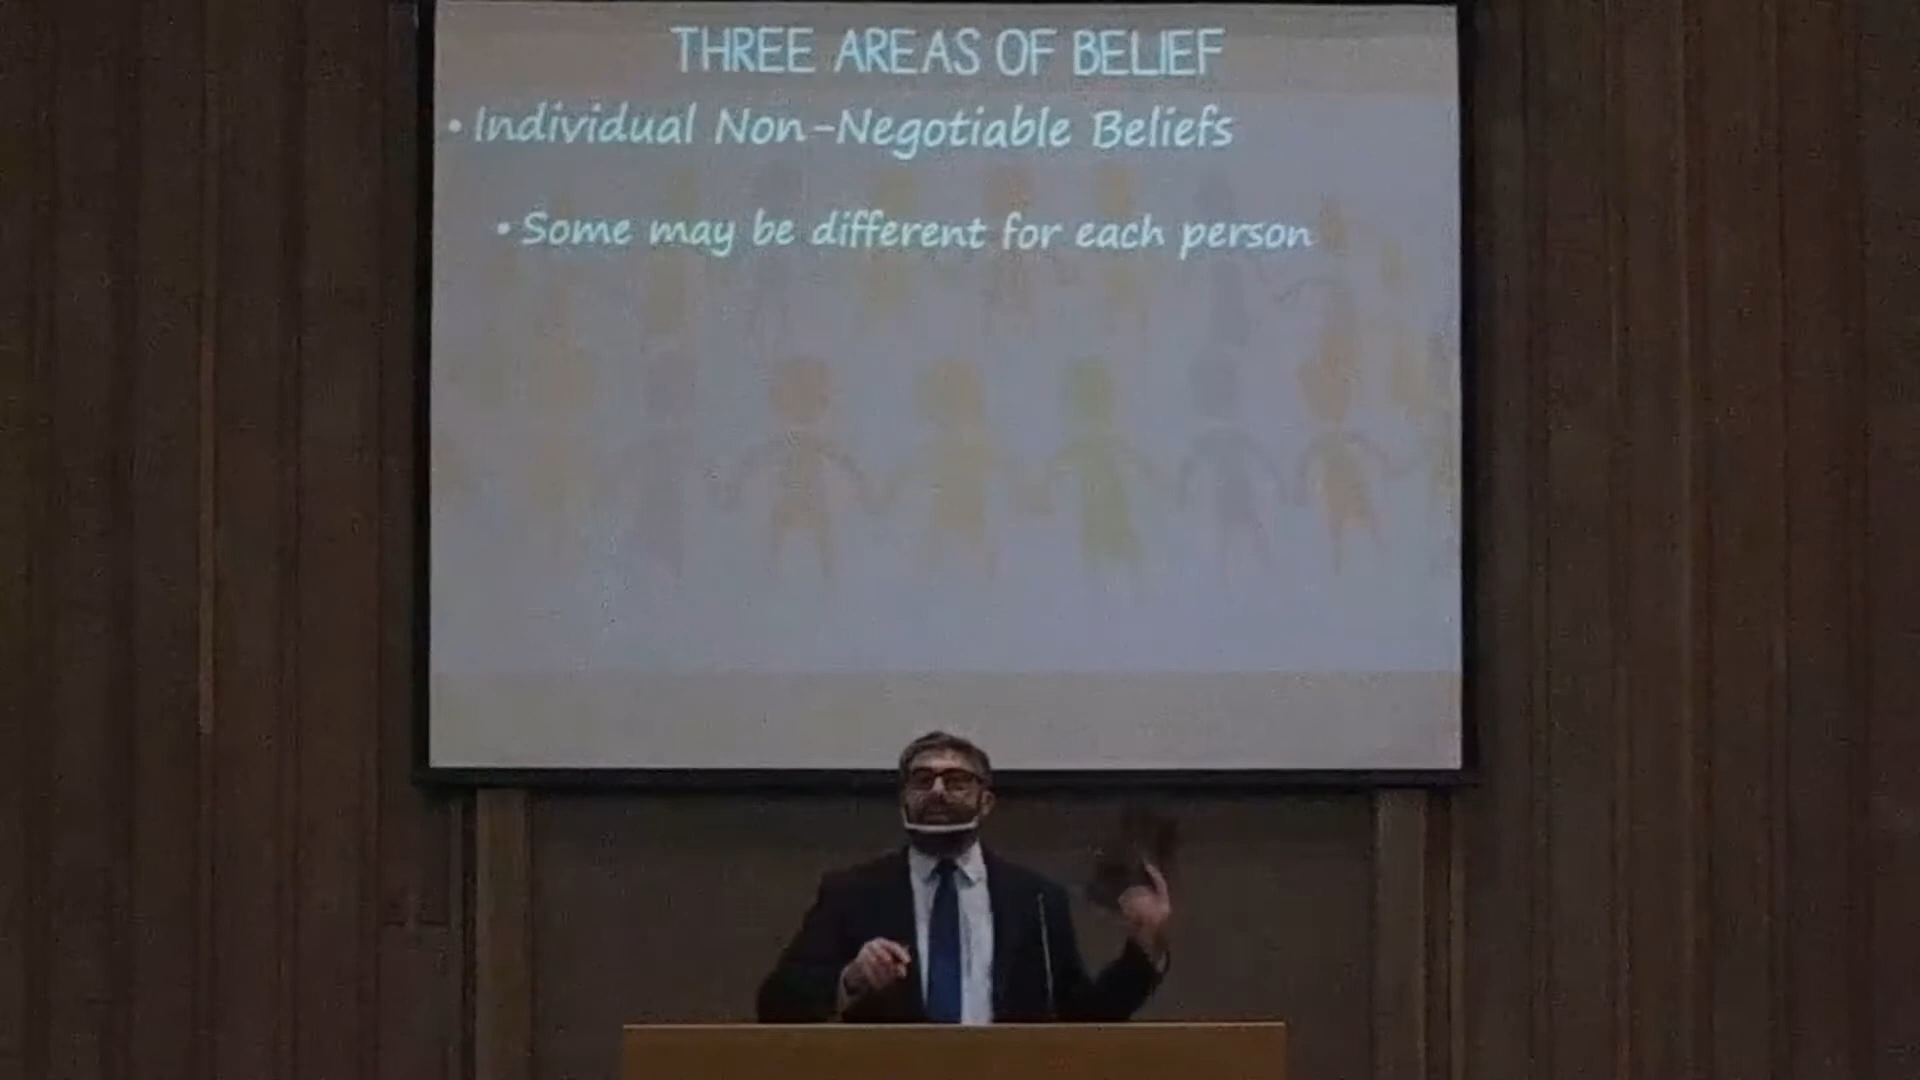 THREE AREAS OF BELIEF
• Individual Non-Negotiable Beliefs
• Some may be different for each person